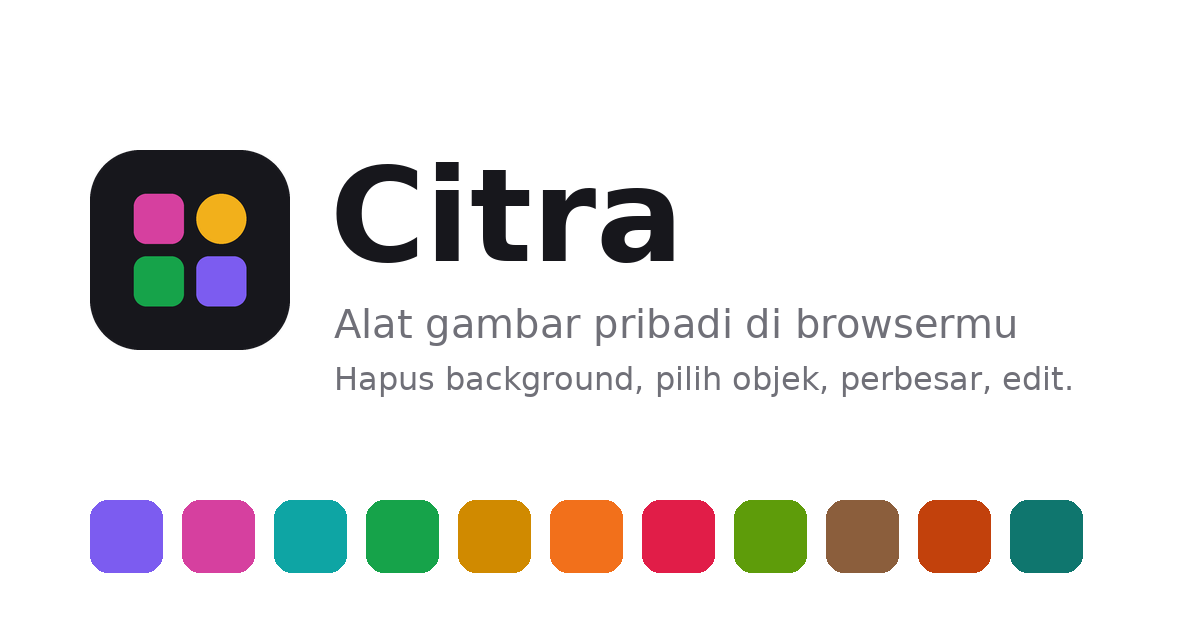 Citra
Alat gambar pribadi di browsermu
Hapus background, pilih objek, perbesar, edit.